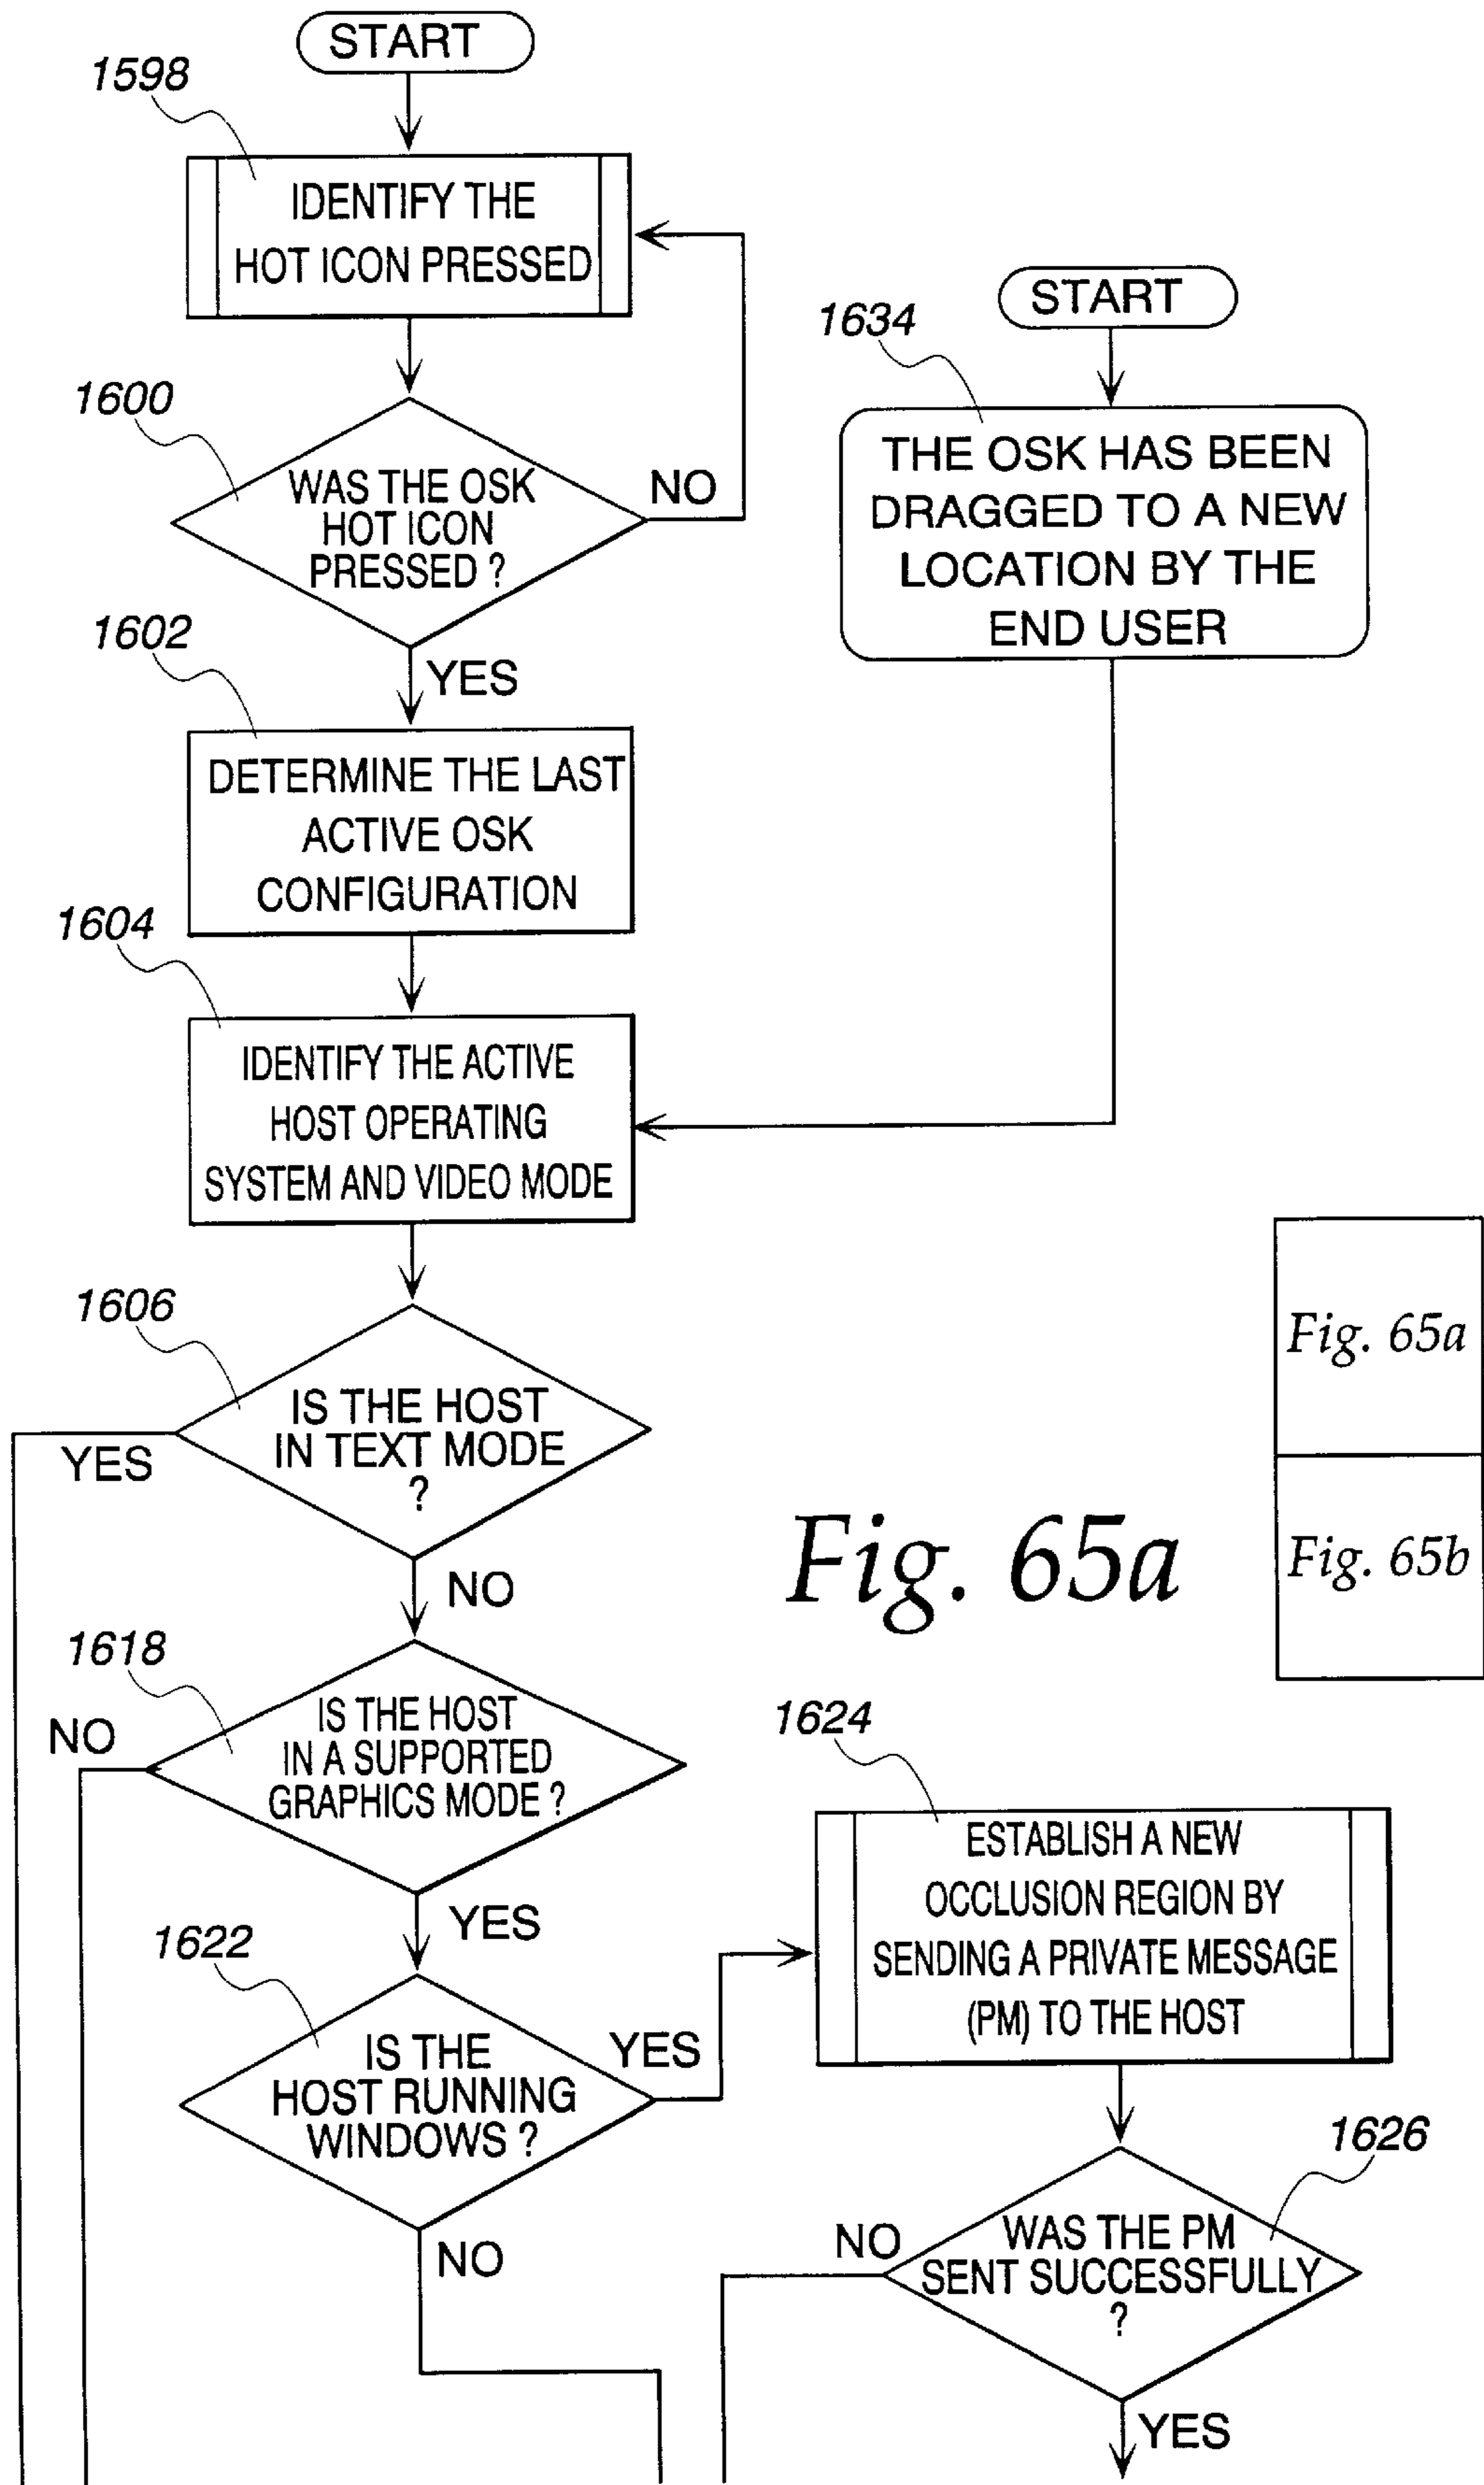 START
1598
IDENTIFY THE
HOT ICON PRESSED
START
1634
1600
WAS THE OSK
HOT ICON
PRESSED ?
NO
THE OSK HAS BEEN
DRAGGED TO A NEW
LOCATION BY THE
END USER
1602
YES
DETERMINE THE LAST
ACTIVE OSK
CONFIGURATION
1604
IDENTIFY THE ACTIVE
HOST OPERATING
SYSTEM AND VIDEO MODE
1606
IS THE HOST
IN TEXT MODE
?
YES
NO
Fig. 65a
Fig. 65a
Fig. 65b
1618
IS THE HOST
IN A SUPPORTED
GRAPHICS MODE ?
NO
YES
1624
ESTABLISH A NEW
OCCLUSION REGION BY
SENDING A PRIVATE MESSAGE
(PM) TO THE HOST
1622
IS THE
HOST RUNNING
WINDOWS ?
YES
NO
1626
WAS THE PM
SENT SUCCESSFULLY
?
NO
YES